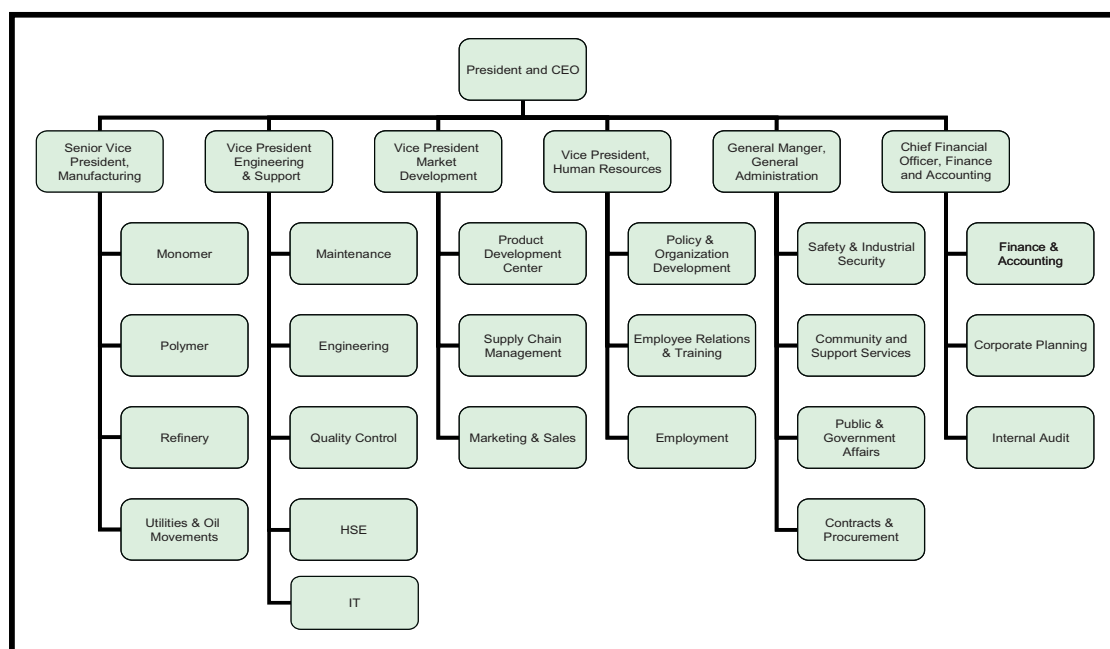 President and CEO
Senior Vice
President,
Manufacturing
Monomer
Polymer
Refinery
Utilities & Oil
Movements
Vice President
Engineering
& Support
Maintenance
Engineering
Quality Control
HSE
IT
Vice President
Market
Development
Product
Development
Center
Supply Chain
Management
Marketing & Sales
Vice President,
Human Resources
Policy &
Organization
Development
Employee Relations
& Training
Employment
General Manger,
General
Administration
Safety & Industrial
Security
Community and
Support Services
Public &
Government
Affairs
Contracts &
Procurement
Chief Financial
Officer, Finance
and Accounting
Finance &
Accounting
Corporate Planning
Internal Audit